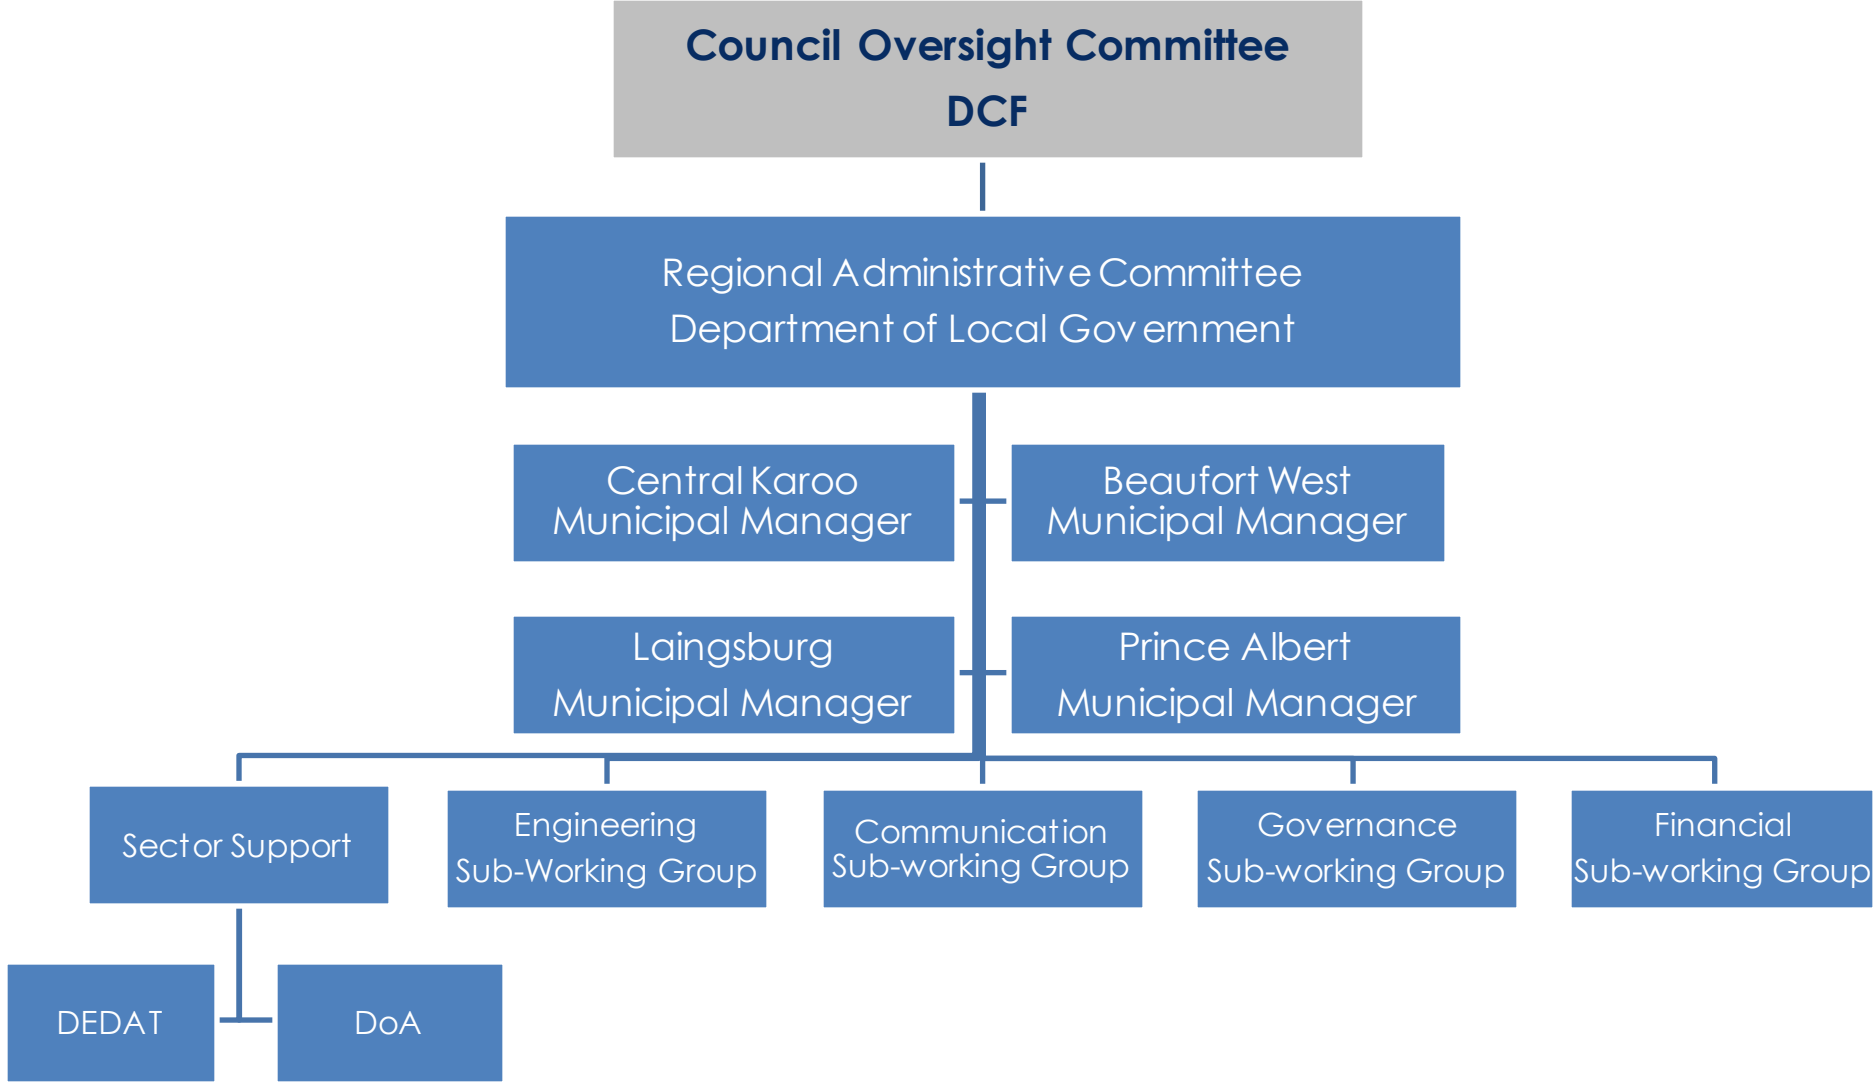 Council Oversight Committee
DCF
Regional Administrative Committee
Department of Local Government
Central Karoo
Municipal Manager
Beaufort West
Municipal Manager
Laingsburg
Municipal Manager
Prince Albert
Municipal Manager
Sector Support
Engineering
Sub-Working Group
Communication
Sub-working Group
Governance
Sub-working Group
Financial
Sub-working Group
DEDAT
DoA